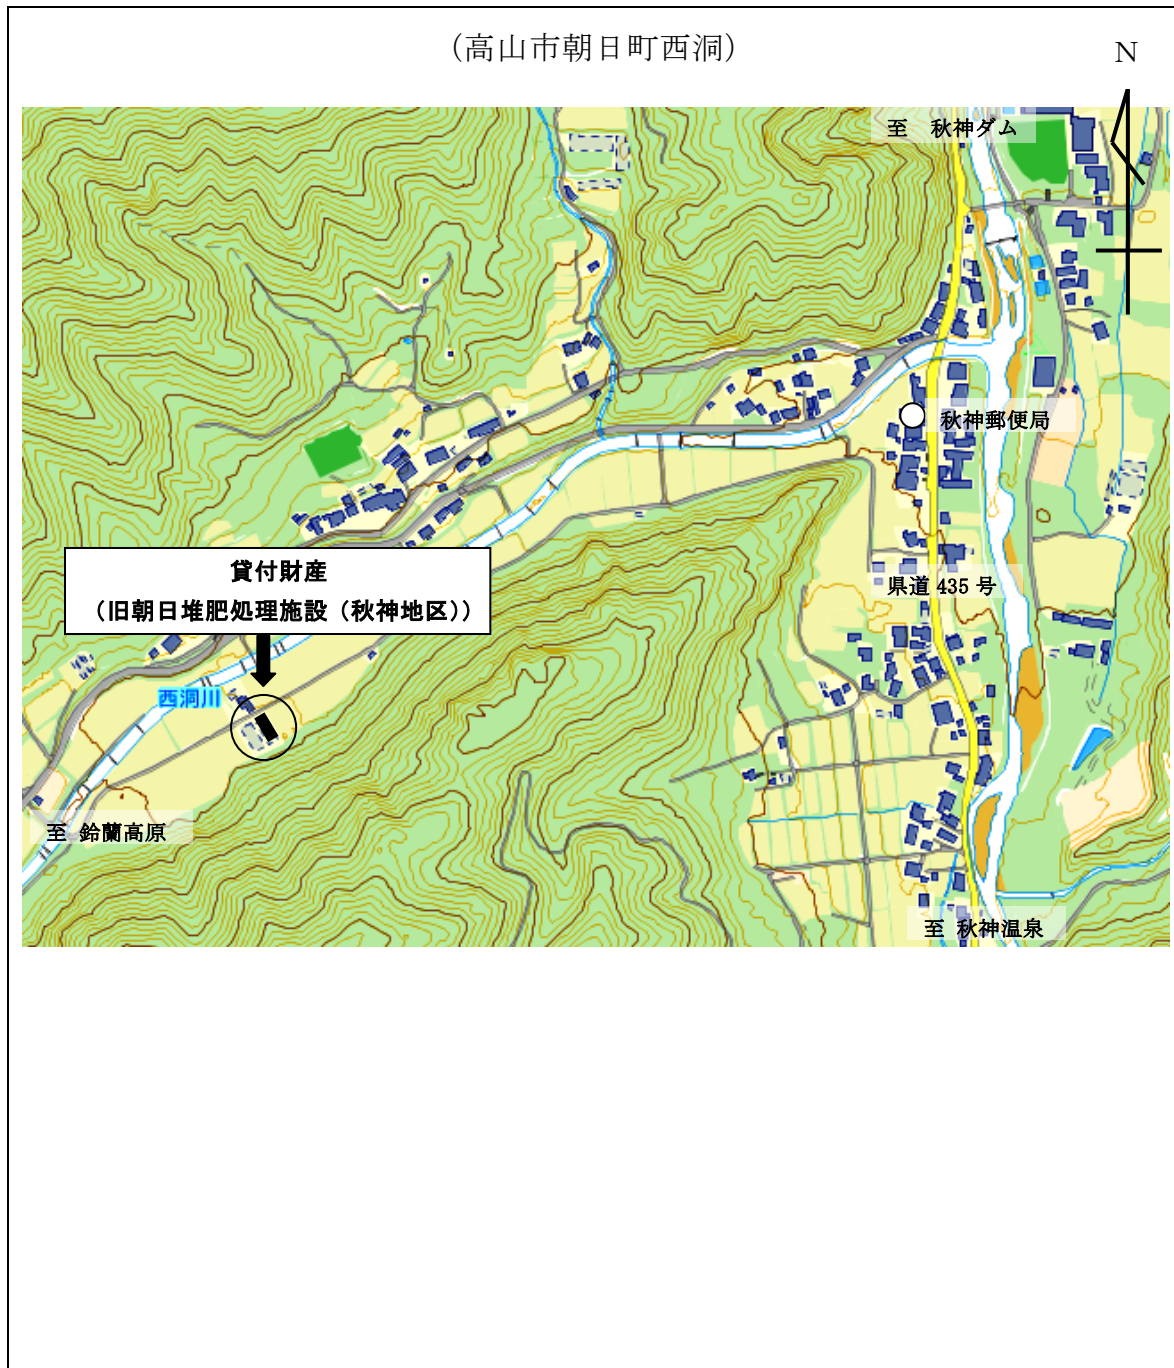 (高山市朝日町西洞)
N
至 秋神ダム
秋神郵便局
貸付財産
(旧朝日堆肥処理施設(秋神地区))
県道 435 号
西洞川
至 鈴蘭高原
至 秋神温泉